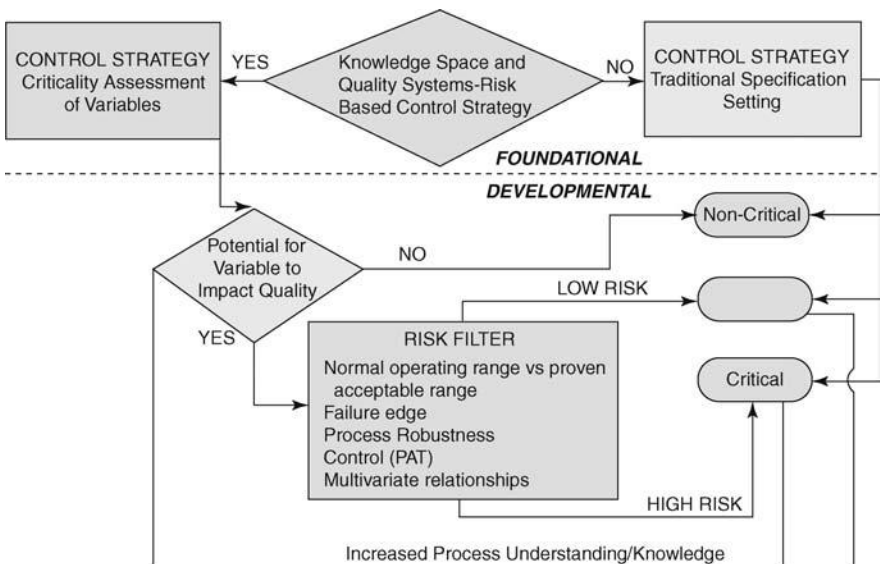 CONTROL STRATEGY
Criticality Assessment
of Variables
YES
Knowledge Space and
Quality Systems-Risk
Based Control Strategy
NO
CONTROL STRATEGY
Traditional Specification
Setting
FOUNDATIONAL
DEVELOPMENTAL
Non-Critical
Potential for
Variable to
Impact Quality
NO
LOW RISK
YES
RISK FILTER
Normal operating range vs proven
acceptable range
Failure edge
Process Robustness
Control (PAT)
Multivariate relationships
Critical
HIGH RISK
Increased Process Understanding/Knowledge